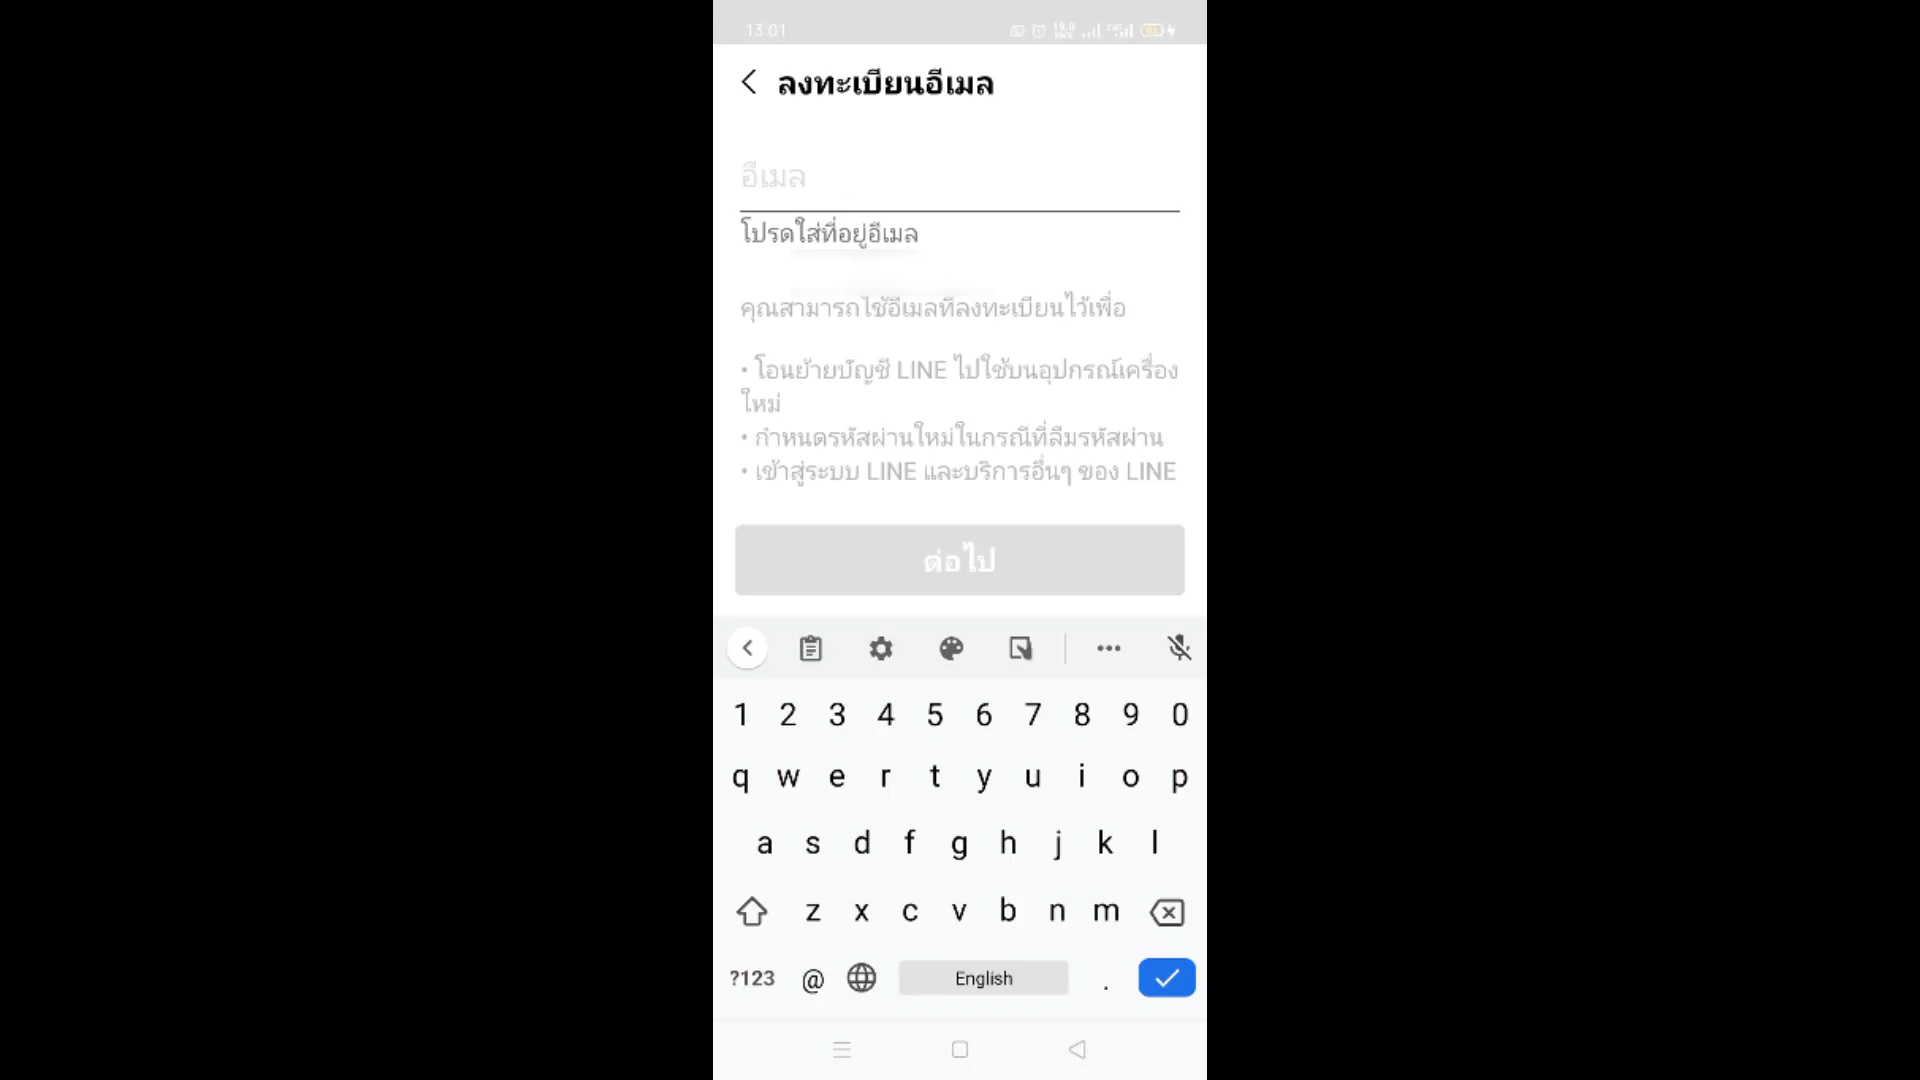 13:01
ลงทะเบียนอีเมล
อีเมล
โปรดใส่ที่อยู่อีเมล
คุณสามารถใช้อีเมลที่ลงทะเบียนไว้เพื่อ
• โอนย้ายบัญชี LINE ไปใช้บนอุปกรณ์เครื่อง
ใหม่
• กำหนดรหัสผ่านใหม่ในกรณีที่ลืมรหัสผ่าน
• เข้าสู่ระบบ LINE และบริการอื่นๆ ของ LINE
ต่อไป
1 2 3 4 5 6 7 8 9 0
q w e r t y u i o p
a s d f g h j k l
z x c v b n m
?123 @ English .